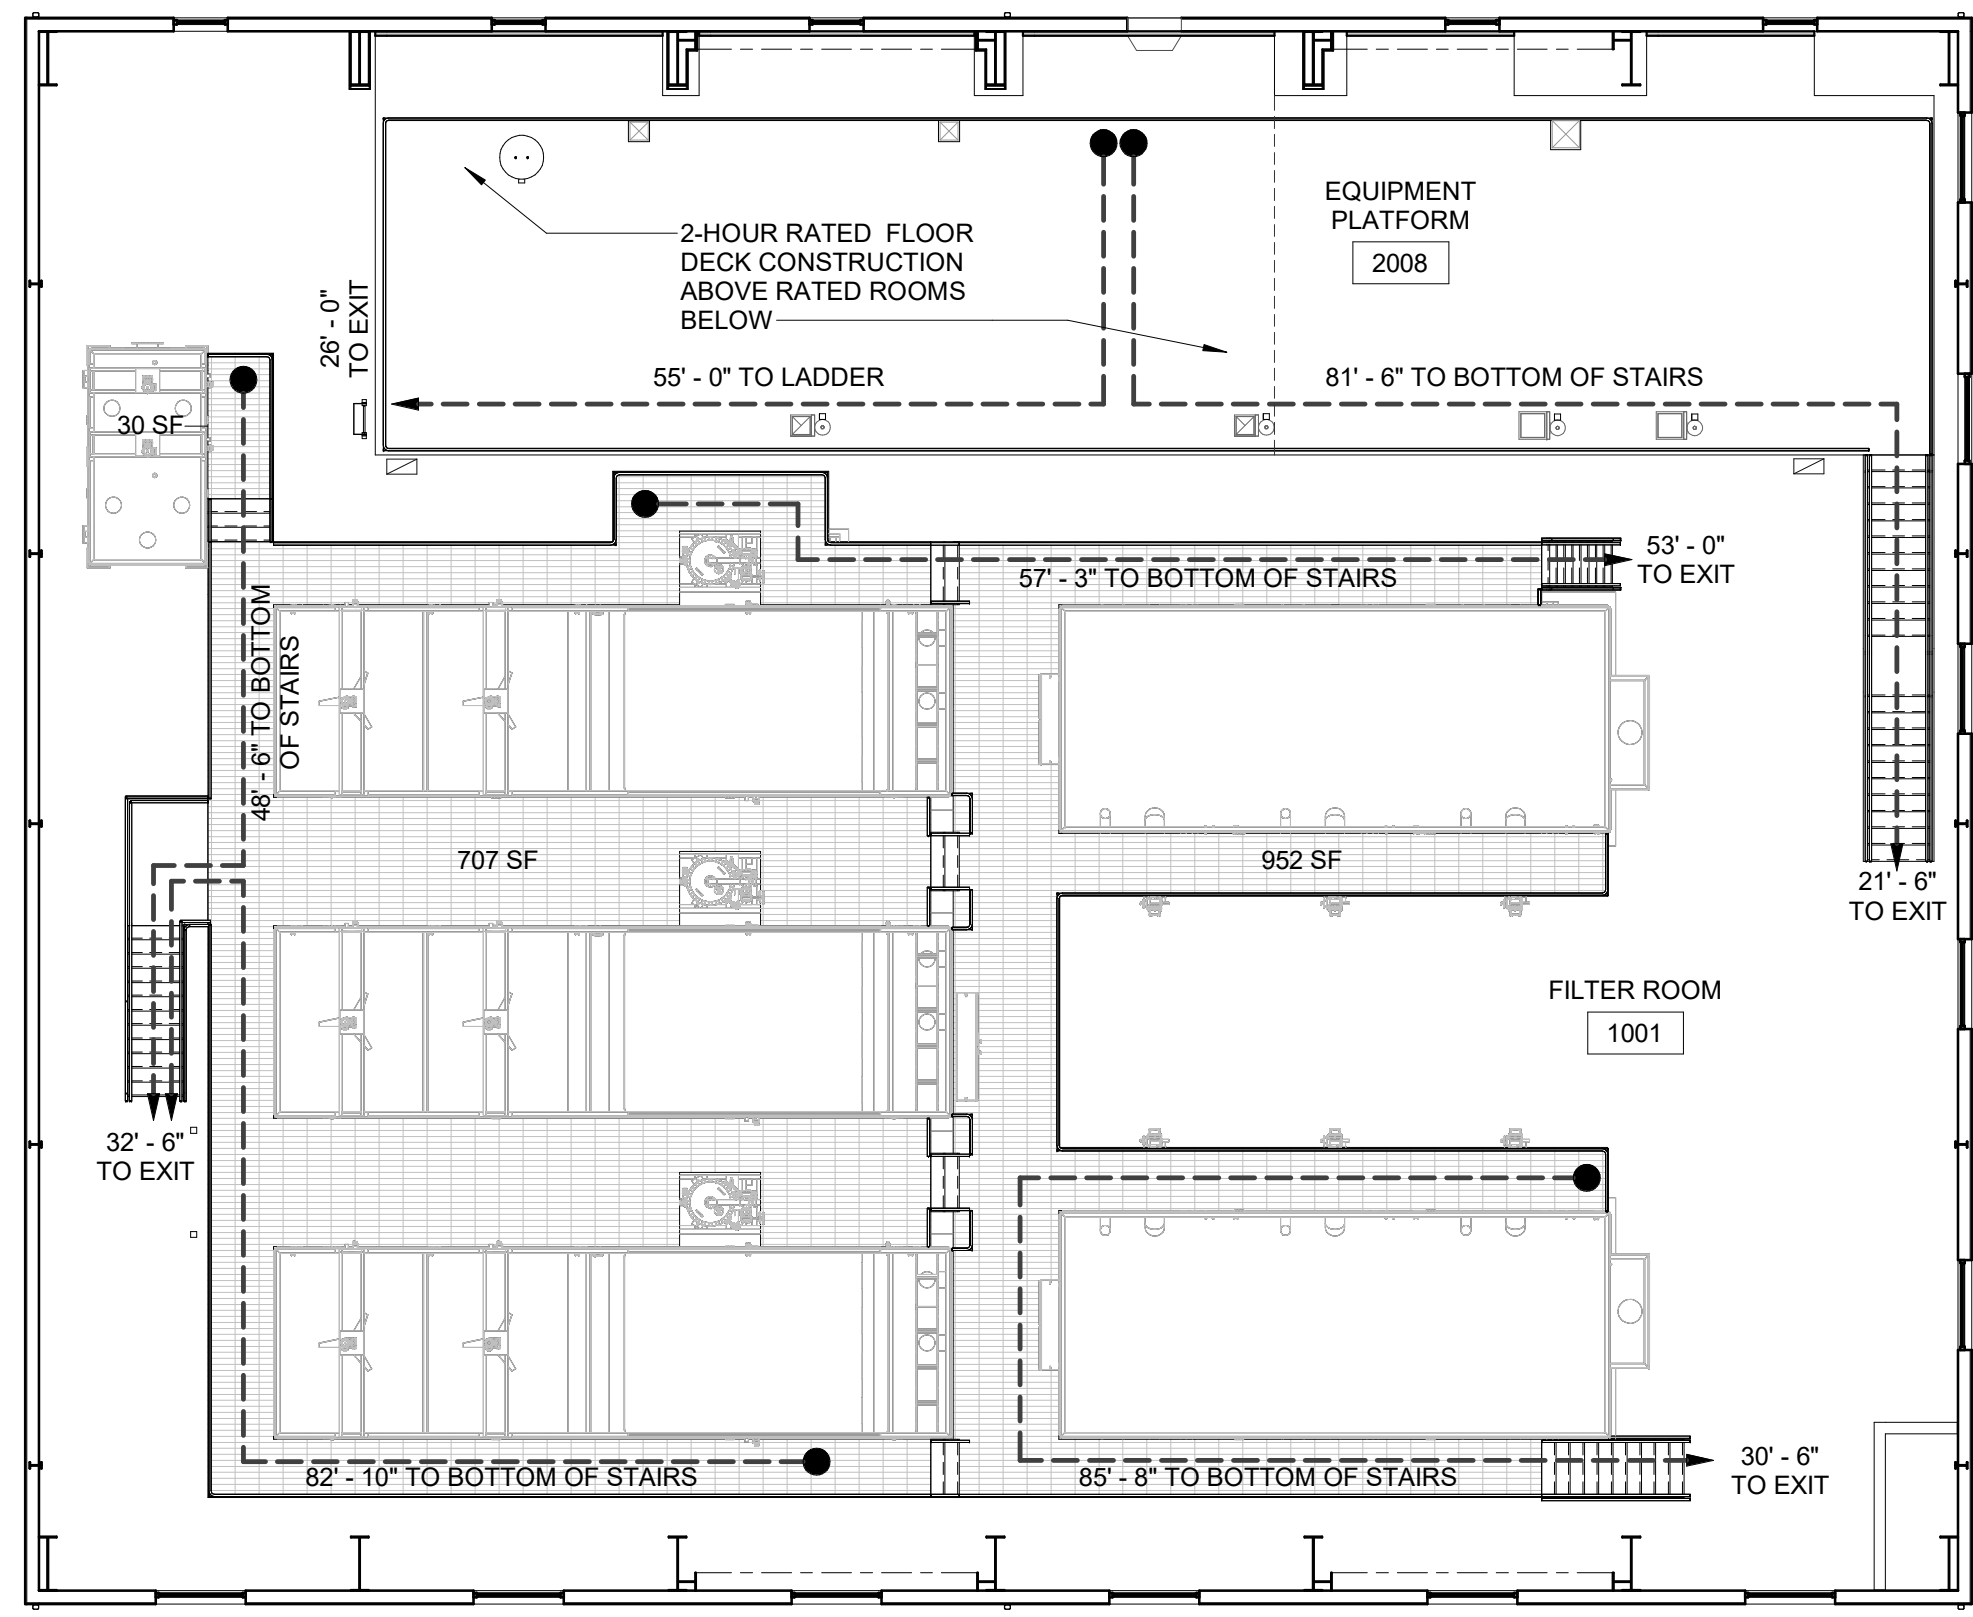 EQUIPMENT
PLATFORM
2008
2-HOUR RATED FLOOR
DECK CONSTRUCTION
ABOVE RATED ROOMS
BELOW
26' - 0"
TO EXIT
55' - 0" TO LADDER
81' - 6" TO BOTTOM OF STAIRS
30 SF
53' - 0"
TO EXIT
57' - 3" TO BOTTOM OF STAIRS
48' - 6" TO BOTTOM
OF STAIRS
707 SF
952 SF
21' - 6"
TO EXIT
FILTER ROOM
1001
32' - 6"
TO EXIT
82' - 10" TO BOTTOM OF STAIRS
85' - 8" TO BOTTOM OF STAIRS
30' - 6"
TO EXIT